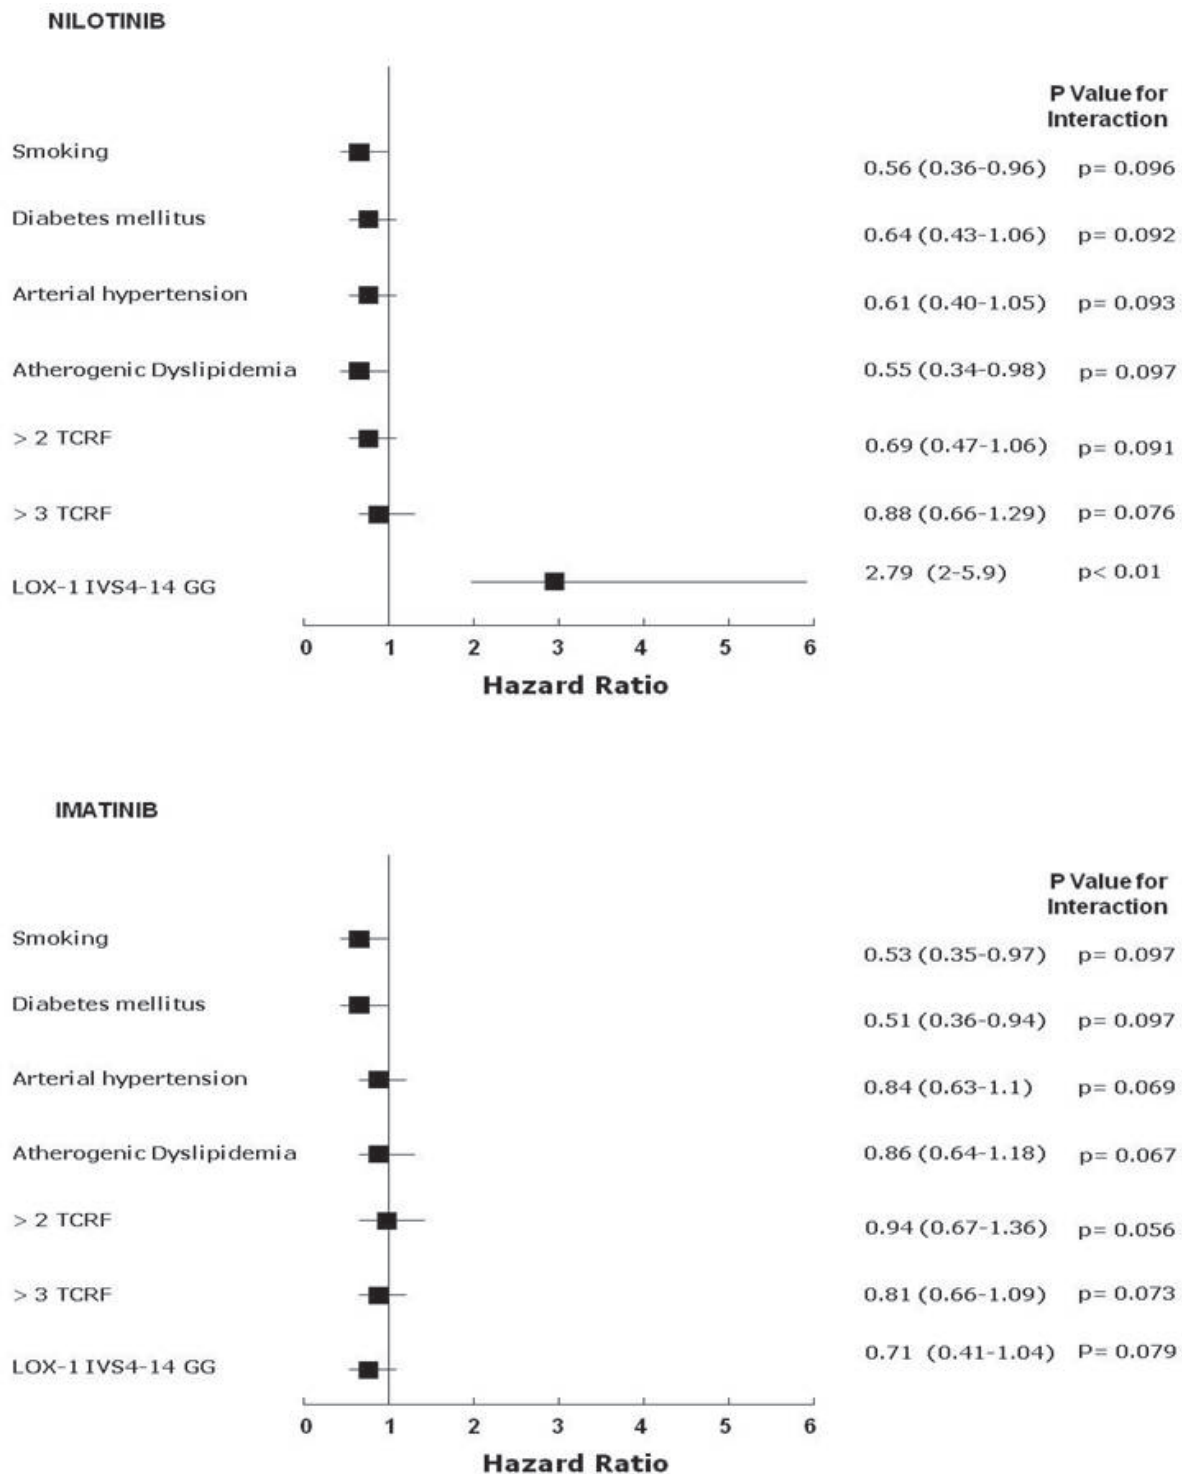 NILOTINIB
P Value for
Interaction
Smoking 0.56 (0.36-0.96) p= 0.096
Diabetes mellitus 0.64 (0.43-1.06) p= 0.092
Arterial hypertension 0.61 (0.40-1.05) p= 0.093
Atherogenic Dyslipidemia 0.55 (0.34-0.98) p= 0.097
> 2 TCRF 0.69 (0.47-1.06) p= 0.091
> 3 TCRF 0.88 (0.66-1.29) p= 0.076
LOX-1 IVS4-14 GG 2.79 (2-5.9) p< 0.01
0 1 2 3 4 5 6
Hazard Ratio
IMATINIB
P Value for
Interaction
Smoking 0.53 (0.35-0.97) p= 0.097
Diabetes mellitus 0.51 (0.36-0.94) p= 0.097
Arterial hypertension 0.84 (0.63-1.1) p= 0.069
Atherogenic Dyslipidemia 0.86 (0.64-1.18) p= 0.067
> 2 TCRF 0.94 (0.67-1.36) p= 0.056
> 3 TCRF 0.81 (0.66-1.09) p= 0.073
LOX-1 IVS4-14 GG 0.71 (0.41-1.04) P= 0.079
0 1 2 3 4 5 6
Hazard Ratio